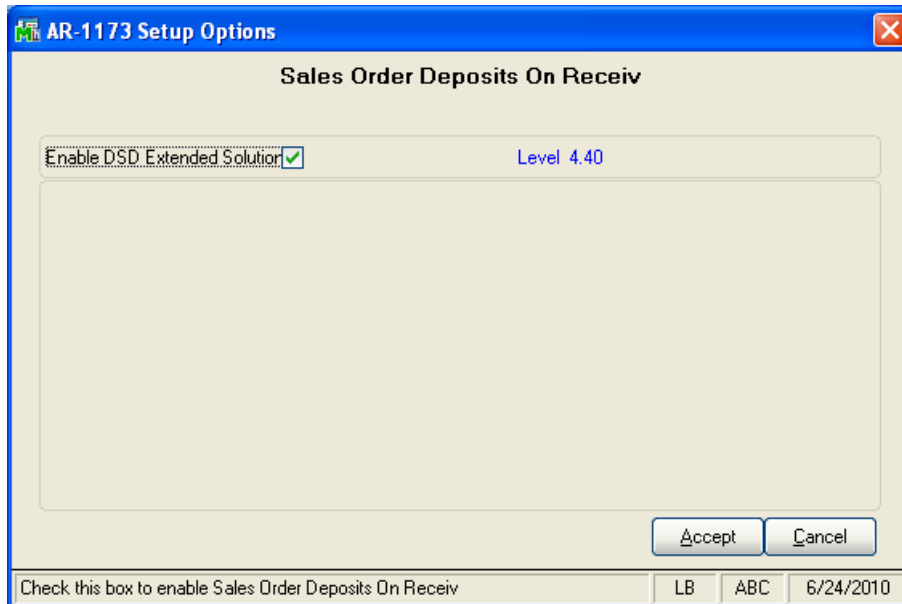 AR-1173 Setup Options
Sales Order Deposits On Receiv
Enable DSD Extended Solution Level 4.40
Accept Cancel
Check this box to enable Sales Order Deposits On Receiv LB ABC 6/24/2010